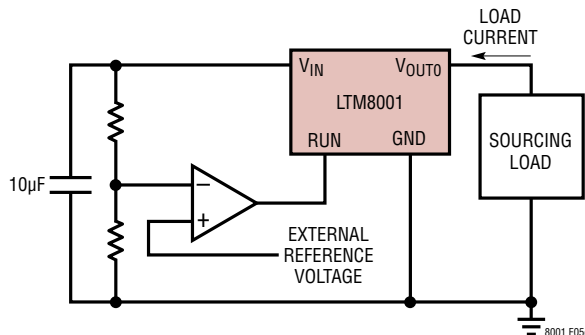 LOAD
CURRENT
VIN
VOUT0
LTM8001
RUN
GND
SOURCING
LOAD
10µF
–
+
EXTERNAL
REFERENCE
VOLTAGE
8001 F05